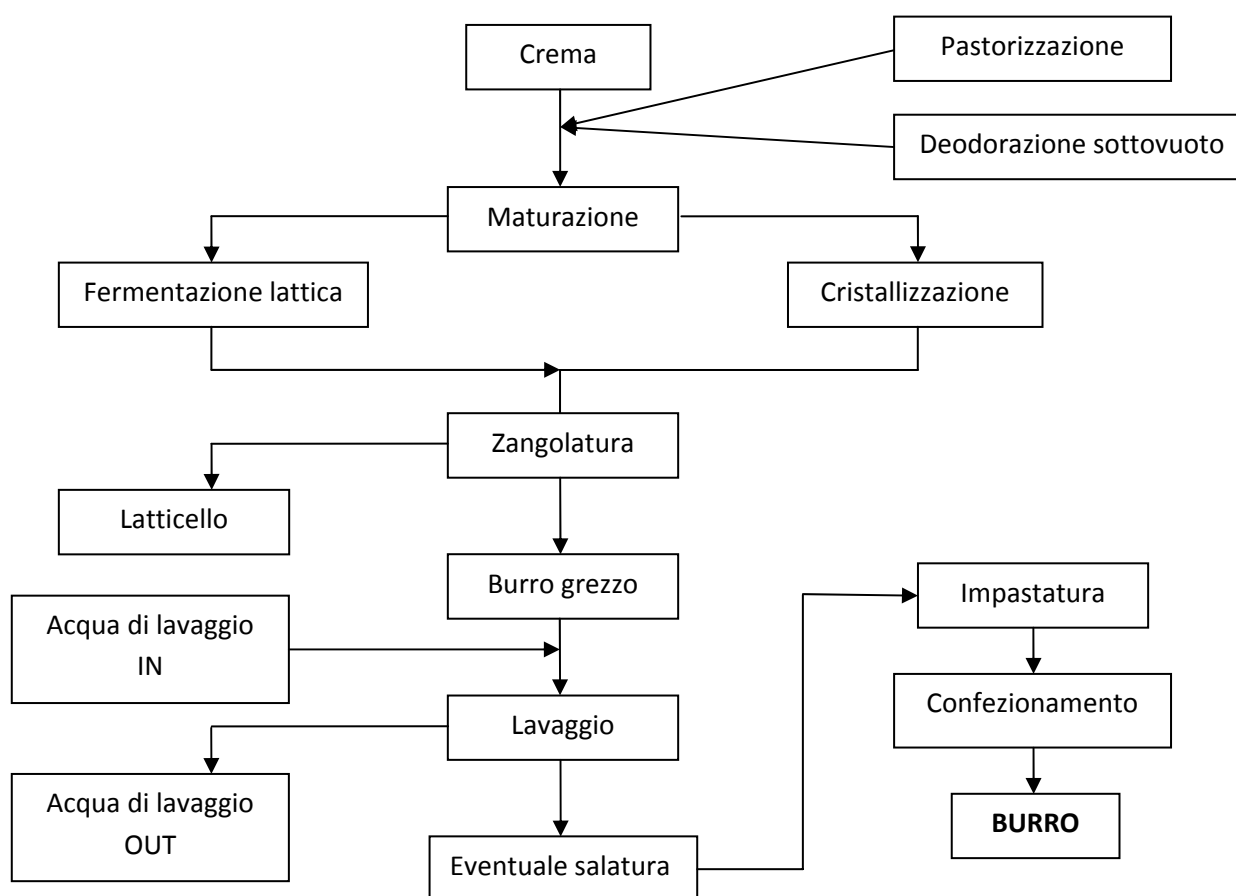 Crema
Pastorizzazione
Deodorazione sottovuoto
Maturazione
Fermentazione lattica
Cristallizzazione
Zangolatura
Latticello
Burro grezzo
Acqua di lavaggio
IN
Lavaggio
Acqua di lavaggio
OUT
Eventuale salatura
Impastatura
Confezionamento
BURRO